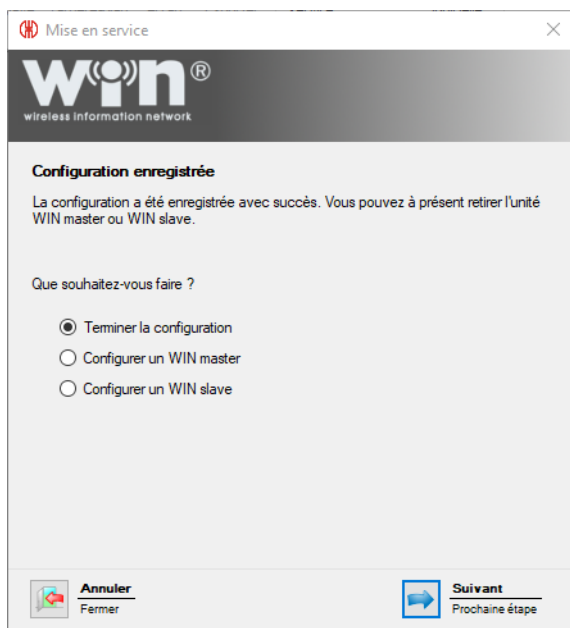 Mise en service
WIN®
wireless information network
Configuration enregistrée
La configuration a été enregistrée avec succès. Vous pouvez à présent retirer l'unité
WIN master ou WIN slave.
Que souhaitez-vous faire ?
Terminer la configuration
Configurer un WIN master
Configurer un WIN slave
Annuler
Fermer
Suivant
Prochaine étape